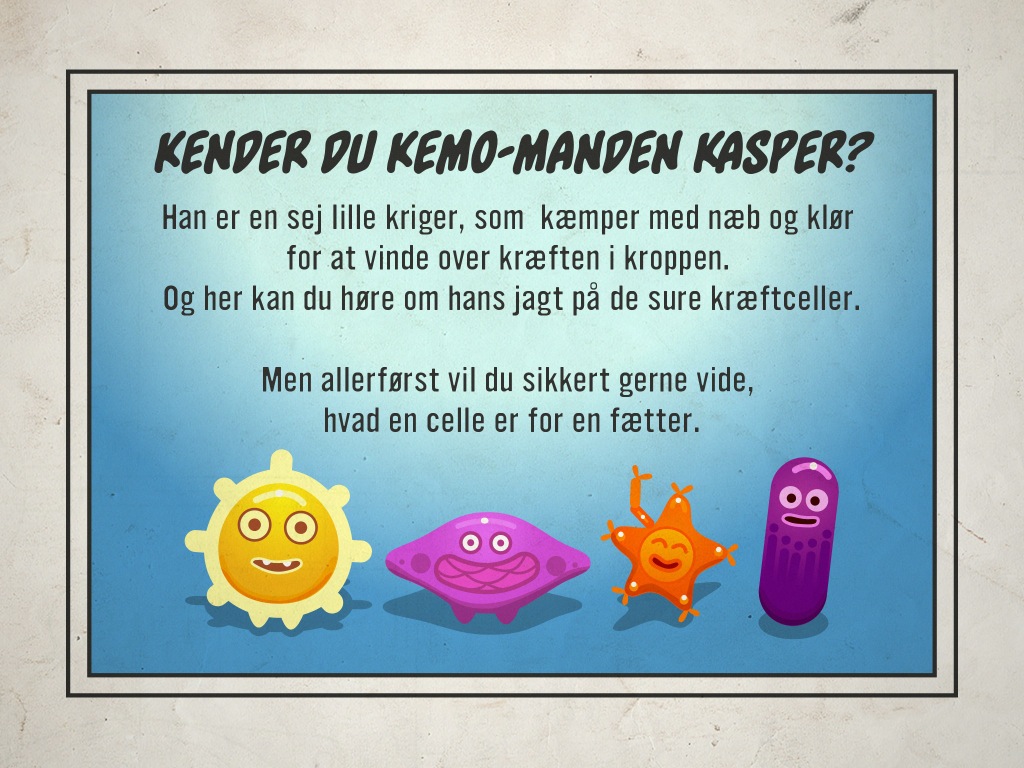 KENDER DU KEMO-MANDEN KASPER?
Han er en sej lille kriger, som kæmper med næb og klør
for at vinde over kræften i kroppen.
Og her kan du høre om hans jagt på de sure kræftceller.
Men allerførst vil du sikkert gerne vide,
hvad en celle er for en fætter.